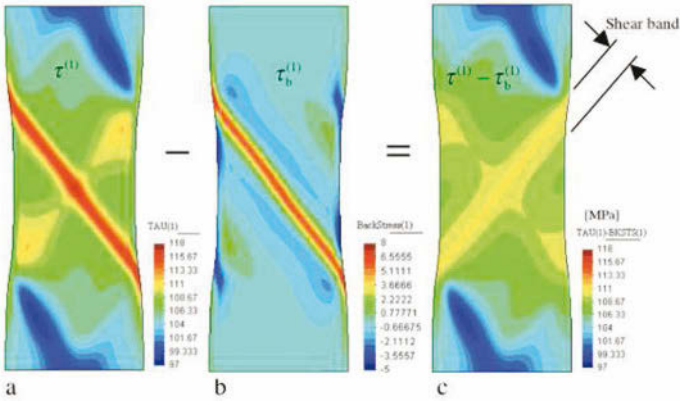 Shear band
τ(1)
τb(1)
τ(1) − τb(1)
−
=
TAU(1)
118
115.67
113.33
111
108.67
106.33
104
101.67
99.333
97
BackStress(1)
8
6.5555
5.1111
3.6666
2.2222
0.77771
-0.66675
-2.1112
-3.5557
-5
[MPa]
TAU(1)-BKSTS(1)
118
115.67
113.33
111
108.67
106.33
104
101.67
99.333
97
a
b
c